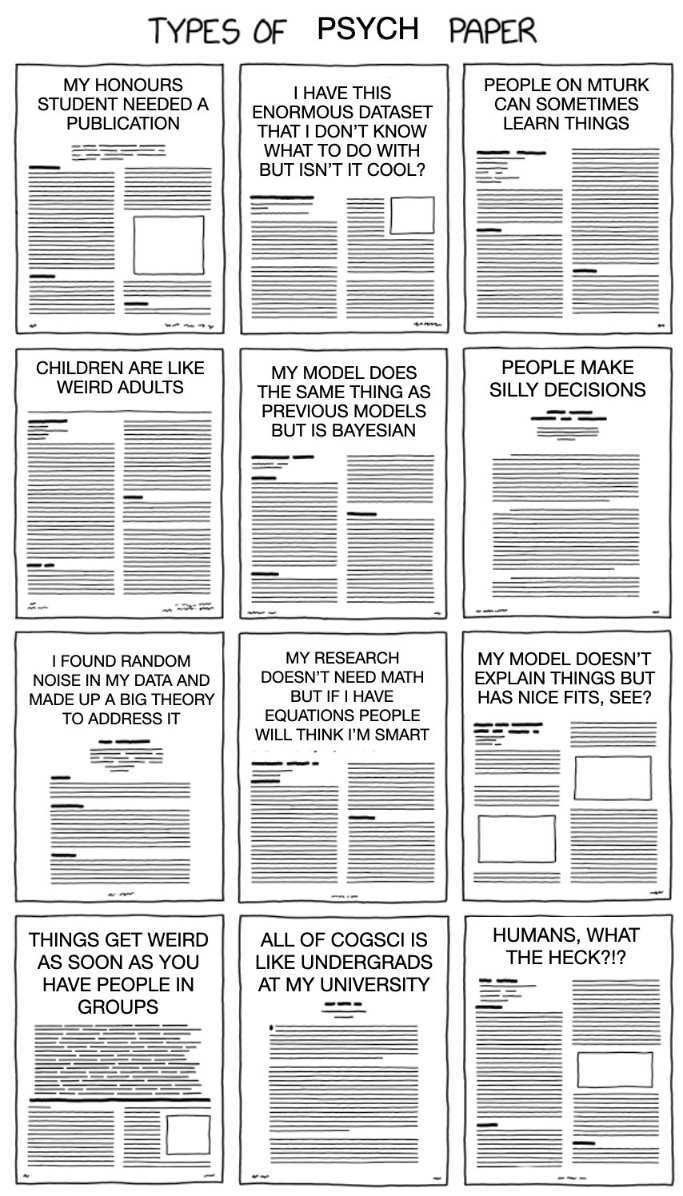 TYPES OF PSYCH PAPER
MY HONOURS
STUDENT NEEDED A
PUBLICATION
I HAVE THIS
ENORMOUS DATASET
THAT I DON'T KNOW
WHAT TO DO WITH
BUT ISN'T IT COOL?
PEOPLE ON MTURK
CAN SOMETIMES
LEARN THINGS
CHILDREN ARE LIKE
WEIRD ADULTS
MY MODEL DOES
THE SAME THING AS
PREVIOUS MODELS
BUT IS BAYESIAN
PEOPLE MAKE
SILLY DECISIONS
I FOUND RANDOM
NOISE IN MY DATA AND
MADE UP A BIG THEORY
TO ADDRESS IT
MY RESEARCH
DOESN'T NEED MATH
BUT IF I HAVE
EQUATIONS PEOPLE
WILL THINK I'M SMART
MY MODEL DOESN'T
EXPLAIN THINGS BUT
HAS NICE FITS, SEE?
THINGS GET WEIRD
AS SOON AS YOU
HAVE PEOPLE IN
GROUPS
ALL OF COGSCI IS
LIKE UNDERGRADS
AT MY UNIVERSITY
HUMANS, WHAT
THE HECK?!?